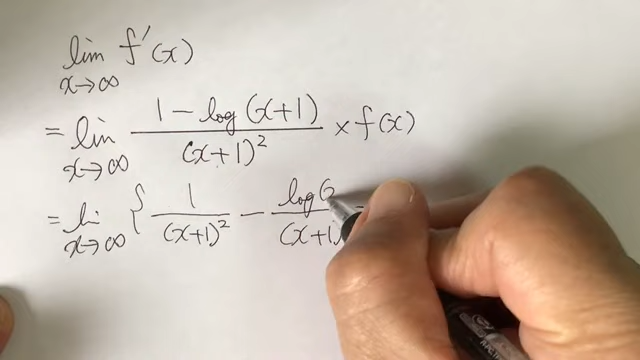 lim f′(x)
x→∞
= lim 1 − log(x+1) / (x+1)² × f(x)
x→∞
= lim { 1 / (x+1)² − log( / (x+1)
x→∞